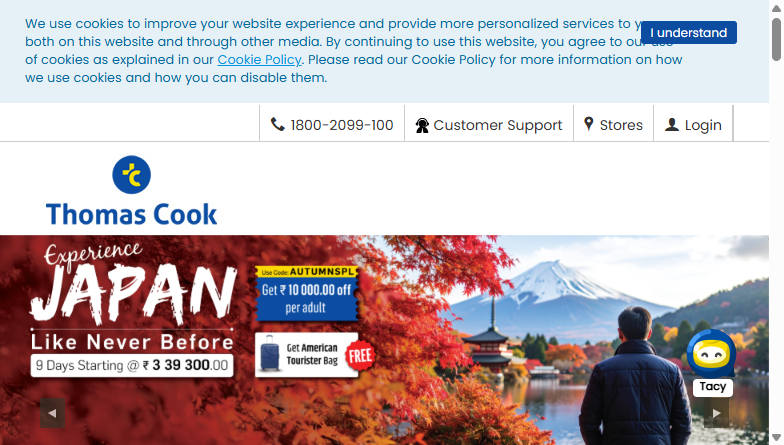 We use cookies to improve your website experience and provide more personalized services to y
both on this website and through other media. By continuing to use this website, you agree to our use
of cookies as explained in our Cookie Policy. Please read our Cookie Policy for more information on how
we use cookies and how you can disable them.
I understand
1800-2099-100
Customer Support
Stores
Login
Thomas Cook
Experience
JAPAN
Like Never Before
9 Days Starting @ ₹ 3 39 300.00
Use Code: AUTUMNSPL
Get ₹ 10 000.00 off
per adult
Get American
Tourister Bag
FREE
Tacy